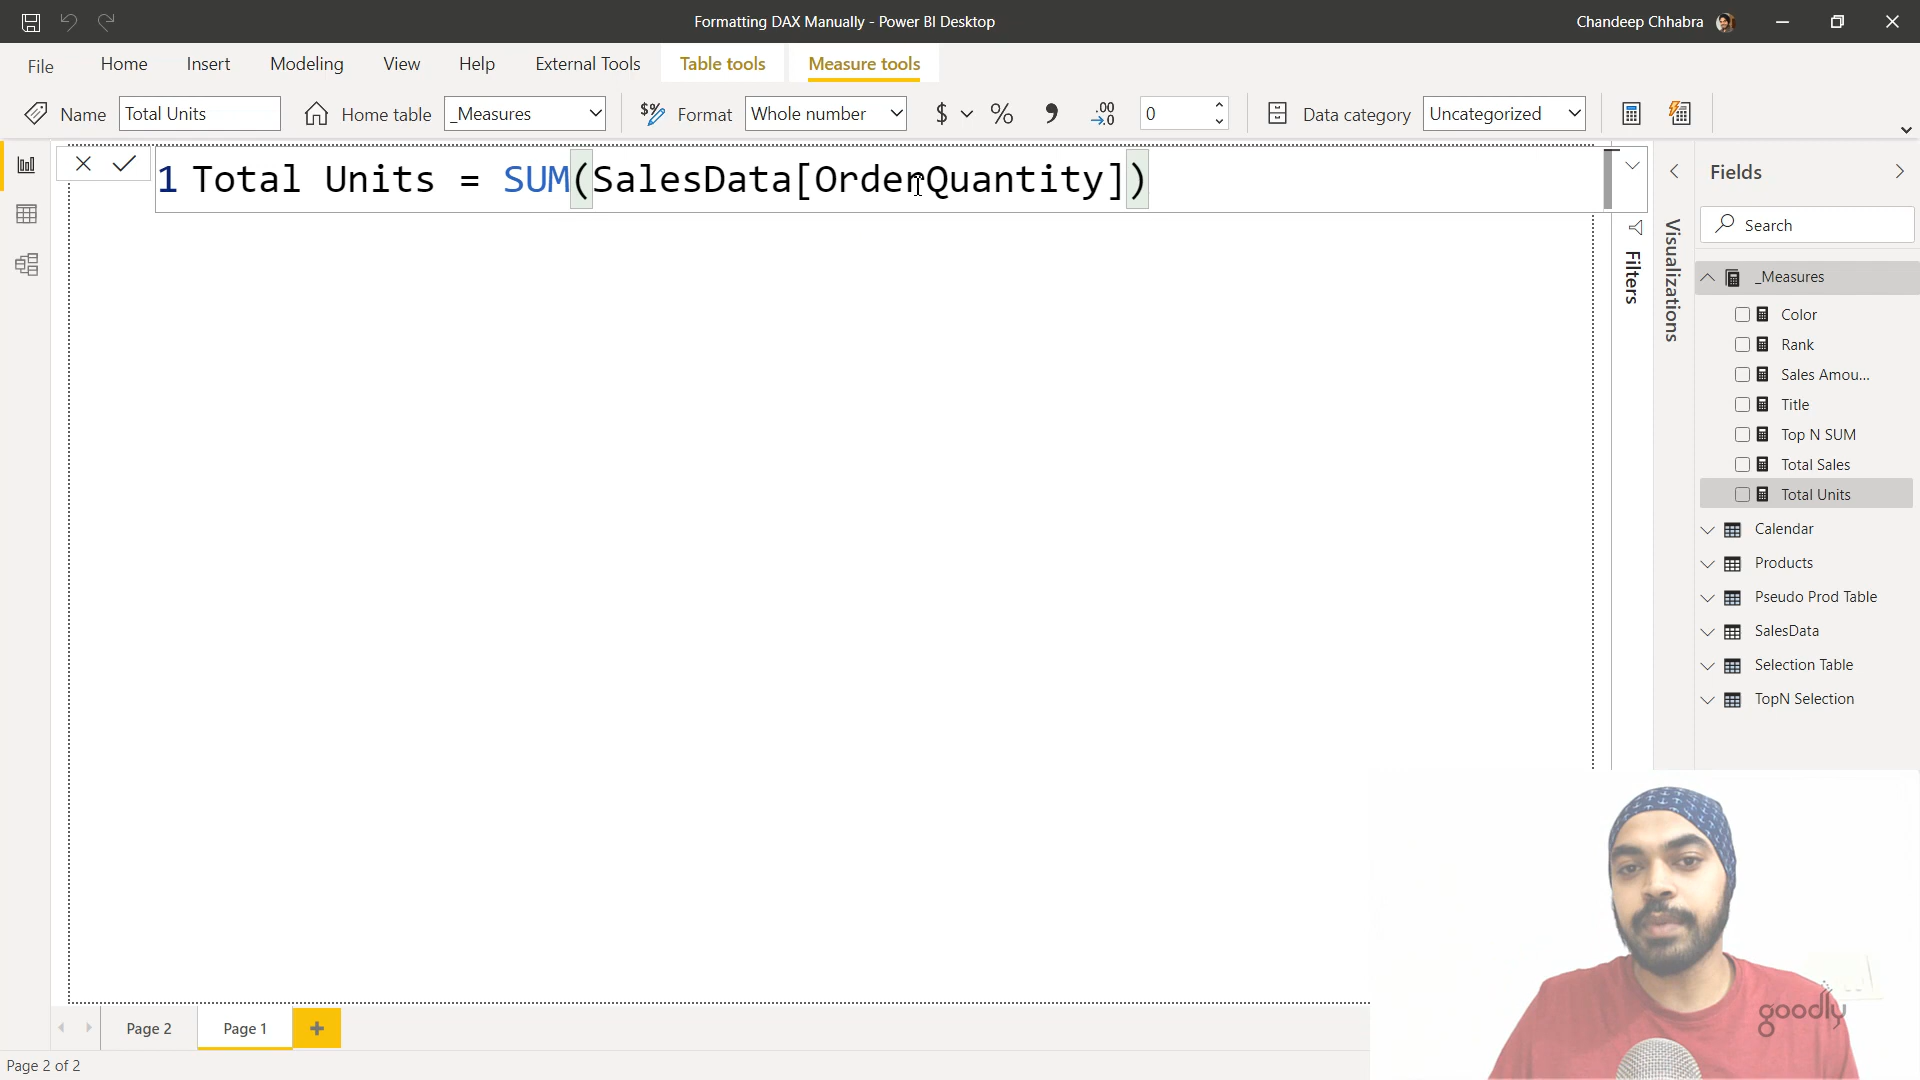 Formatting DAX Manually - Power BI Desktop
Chandeep Chhabra
File Home Insert Modeling View Help External Tools Table tools Measure tools
Name Total Units Home table _Measures $% Format Whole number $ % .00 0 Data category Uncategorized
1 Total Units = SUM(SalesData[OrderQuantity])
Filters
Visualizations
Fields
Search
_Measures
Color
Rank
Sales Amou...
Title
Top N SUM
Total Sales
Total Units
Calendar
Products
Pseudo Prod Table
SalesData
Selection Table
TopN Selection
goodly
Page 2 Page 1 +
Page 2 of 2